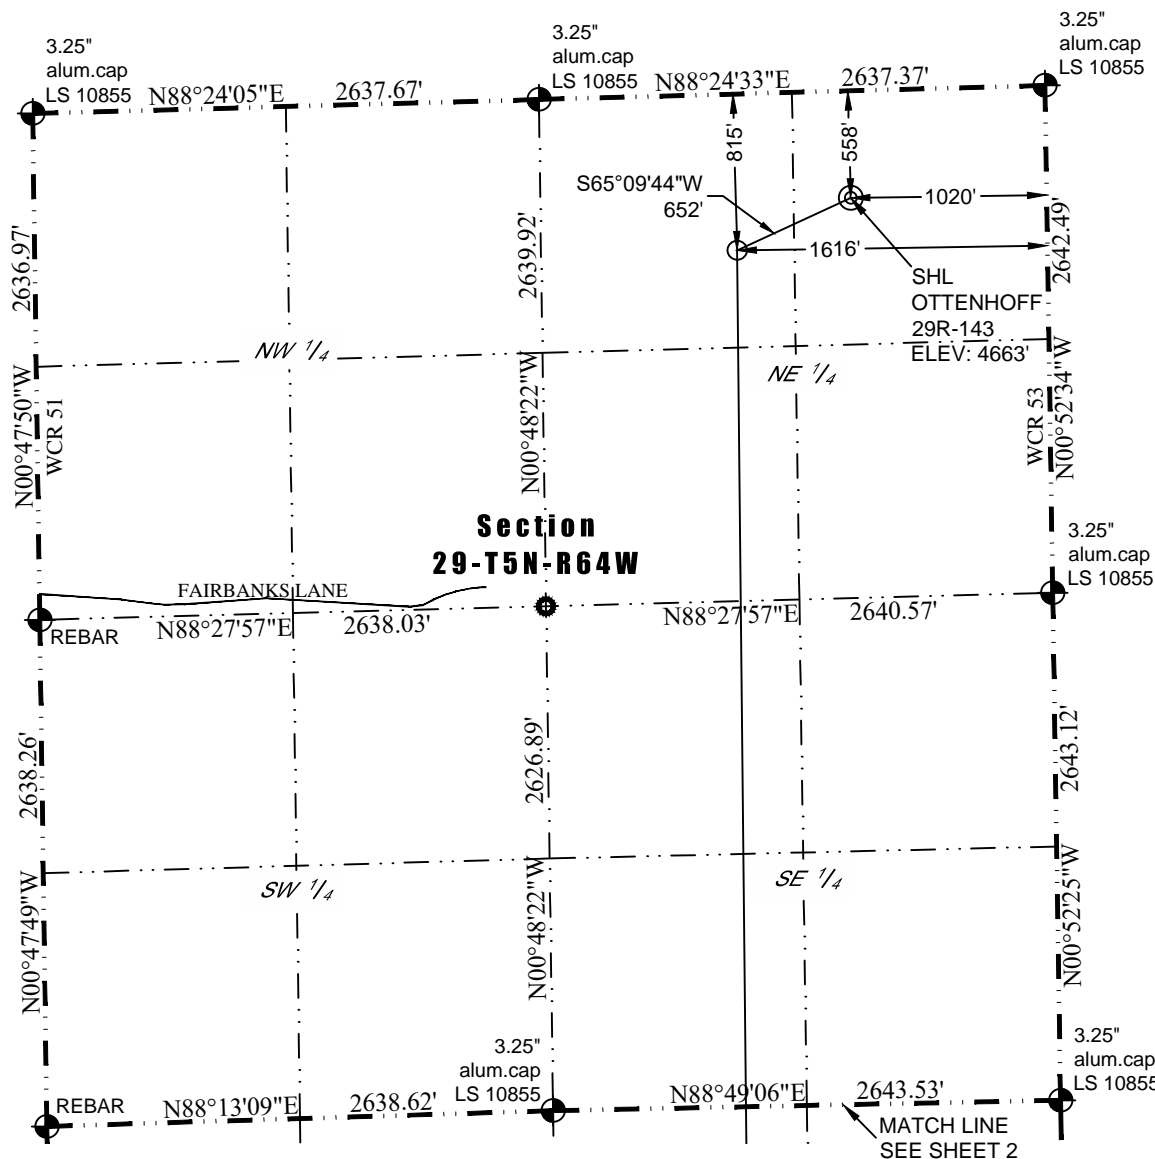 3.25"
alum.cap
LS 10855
3.25"
alum.cap
LS 10855
3.25"
alum.cap
LS 10855
N88°24'05"E
2637.67'
N88°24'33"E
2637.37'
815'
558'
S65°09'44"W
652'
1020'
1616'
SHL
OTTENHOFF
29R-143
ELEV: 4663'
2636.97'
2639.92'
2642.49'
NW 1/4
NE 1/4
N00°47'50"W
WCR 51
N00°48'22"W
WCR 53
N00°52'34"W
Section
29-T5N-R64W
3.25"
alum.cap
LS 10855
FAIRBANKS LANE
REBAR
N88°27'57"E
2638.03'
N88°27'57"E
2640.57'
2638.26'
2626.89'
2643.12'
SW 1/4
SE 1/4
N00°47'49"W
N00°48'22"W
N00°52'25"W
3.25"
alum.cap
LS 10855
3.25"
alum.cap
LS 10855
REBAR
N88°13'09"E
2638.62'
N88°49'06"E
2643.53'
MATCH LINE
SEE SHEET 2